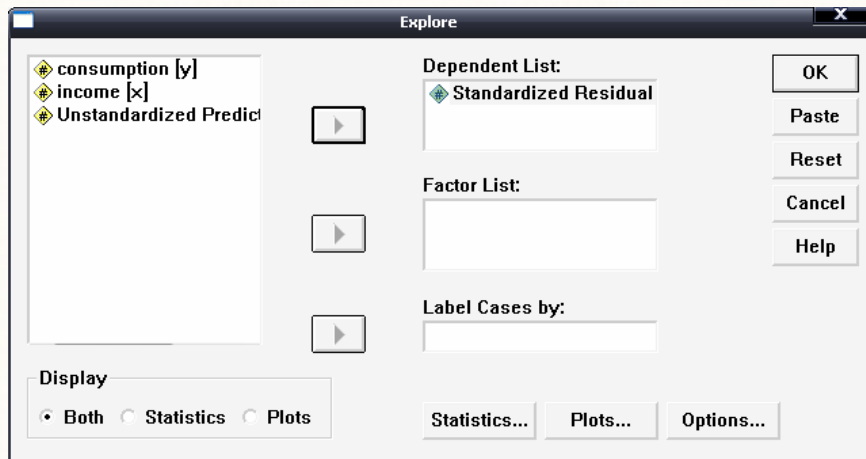 Explore
X
consumption [y]
income [x]
Unstandardized Predict
Dependent List:
Standardized Residual
Factor List:
Label Cases by:
OK
Paste
Reset
Cancel
Help
Display
Both Statistics Plots
Statistics... Plots... Options...